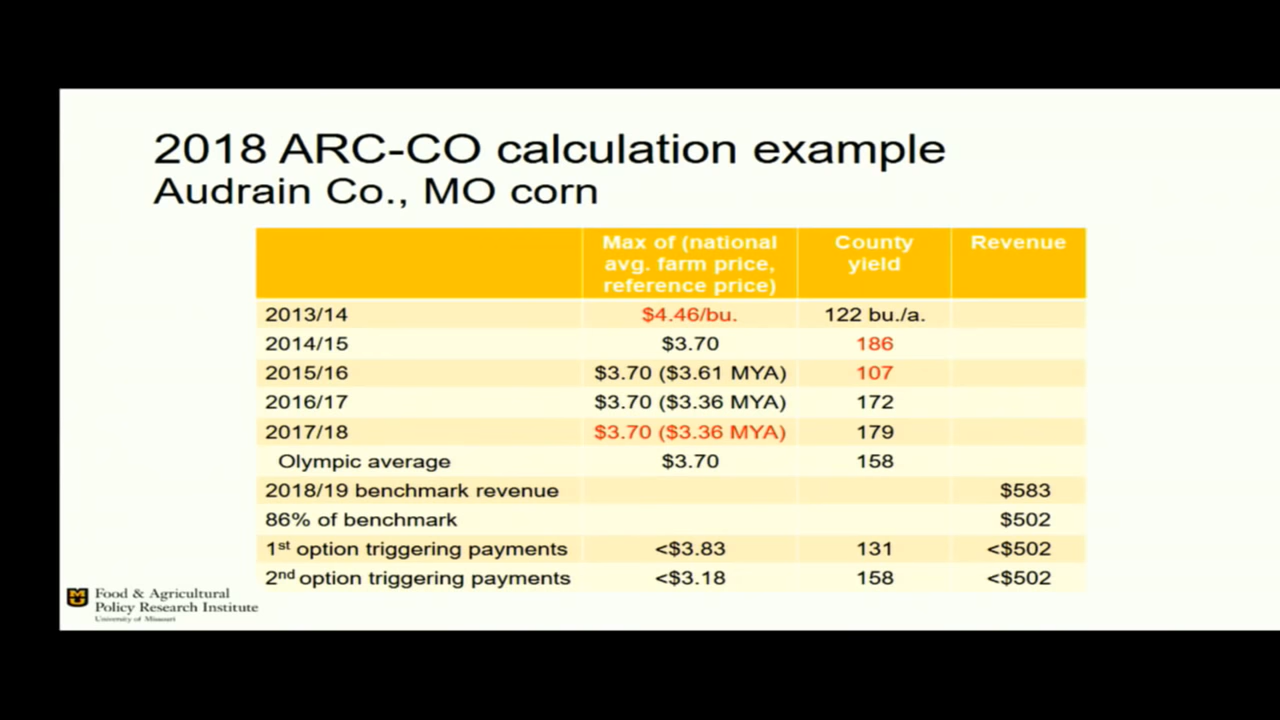 2018 ARC-CO calculation example
Audrain Co., MO corn
Max of (national avg. farm price, reference price) County yield Revenue
2013/14 $4.46/bu. 122 bu./a.
2014/15 $3.70 186
2015/16 $3.70 ($3.61 MYA) 107
2016/17 $3.70 ($3.36 MYA) 172
2017/18 $3.70 ($3.36 MYA) 179
Olympic average $3.70 158
2018/19 benchmark revenue $583
86% of benchmark $502
1st option triggering payments <$3.83 131 <$502
2nd option triggering payments <$3.18 158 <$502
MU
Food & Agricultural
Policy Research Institute
University of Missouri